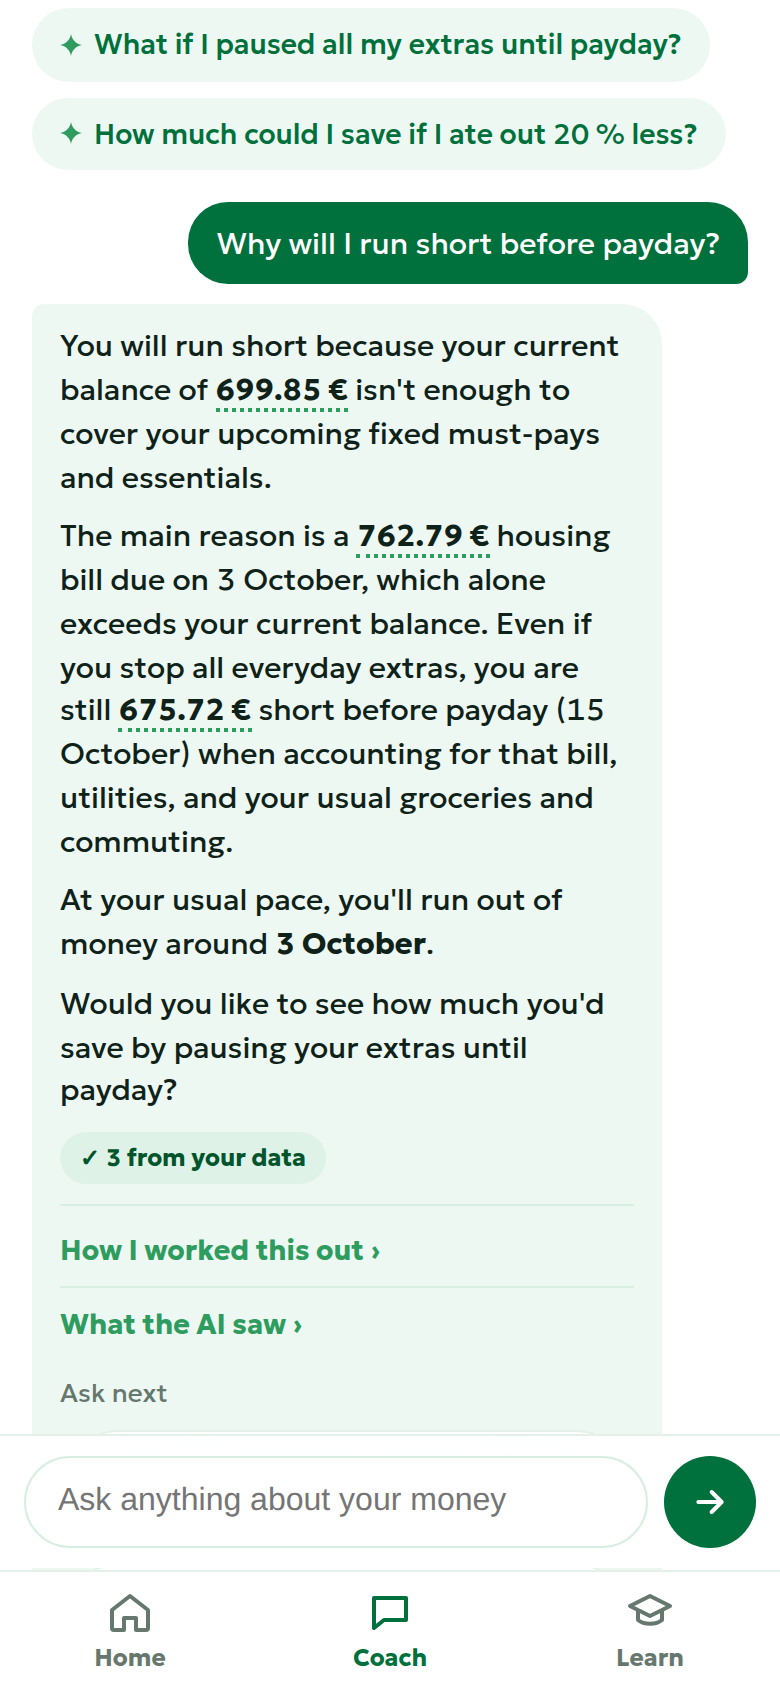 ✦ What if I paused all my extras until payday?
✦ How much could I save if I ate out 20 % less?
Why will I run short before payday?
You will run short because your current
balance of 699.85 € isn't enough to
cover your upcoming fixed must-pays
and essentials.
The main reason is a 762.79 € housing
bill due on 3 October, which alone
exceeds your current balance. Even if
you stop all everyday extras, you are
still 675.72 € short before payday (15
October) when accounting for that bill,
utilities, and your usual groceries and
commuting.
At your usual pace, you'll run out of
money around 3 October.
Would you like to see how much you'd
save by pausing your extras until
payday?
✓ 3 from your data
How I worked this out ›
What the AI saw ›
Ask next
Ask anything about your money
Home
Coach
Learn